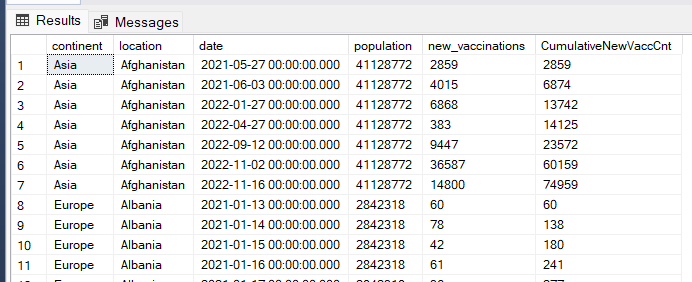 Results Messages
continent location date population new_vaccinations CumulativeNewVaccCnt
1 Asia Afghanistan 2021-05-27 00:00:00.000 41128772 2859 2859
2 Asia Afghanistan 2021-06-03 00:00:00.000 41128772 4015 6874
3 Asia Afghanistan 2022-01-27 00:00:00.000 41128772 6868 13742
4 Asia Afghanistan 2022-04-27 00:00:00.000 41128772 383 14125
5 Asia Afghanistan 2022-09-12 00:00:00.000 41128772 9447 23572
6 Asia Afghanistan 2022-11-02 00:00:00.000 41128772 36587 60159
7 Asia Afghanistan 2022-11-16 00:00:00.000 41128772 14800 74959
8 Europe Albania 2021-01-13 00:00:00.000 2842318 60 60
9 Europe Albania 2021-01-14 00:00:00.000 2842318 78 138
10 Europe Albania 2021-01-15 00:00:00.000 2842318 42 180
11 Europe Albania 2021-01-16 00:00:00.000 2842318 61 241